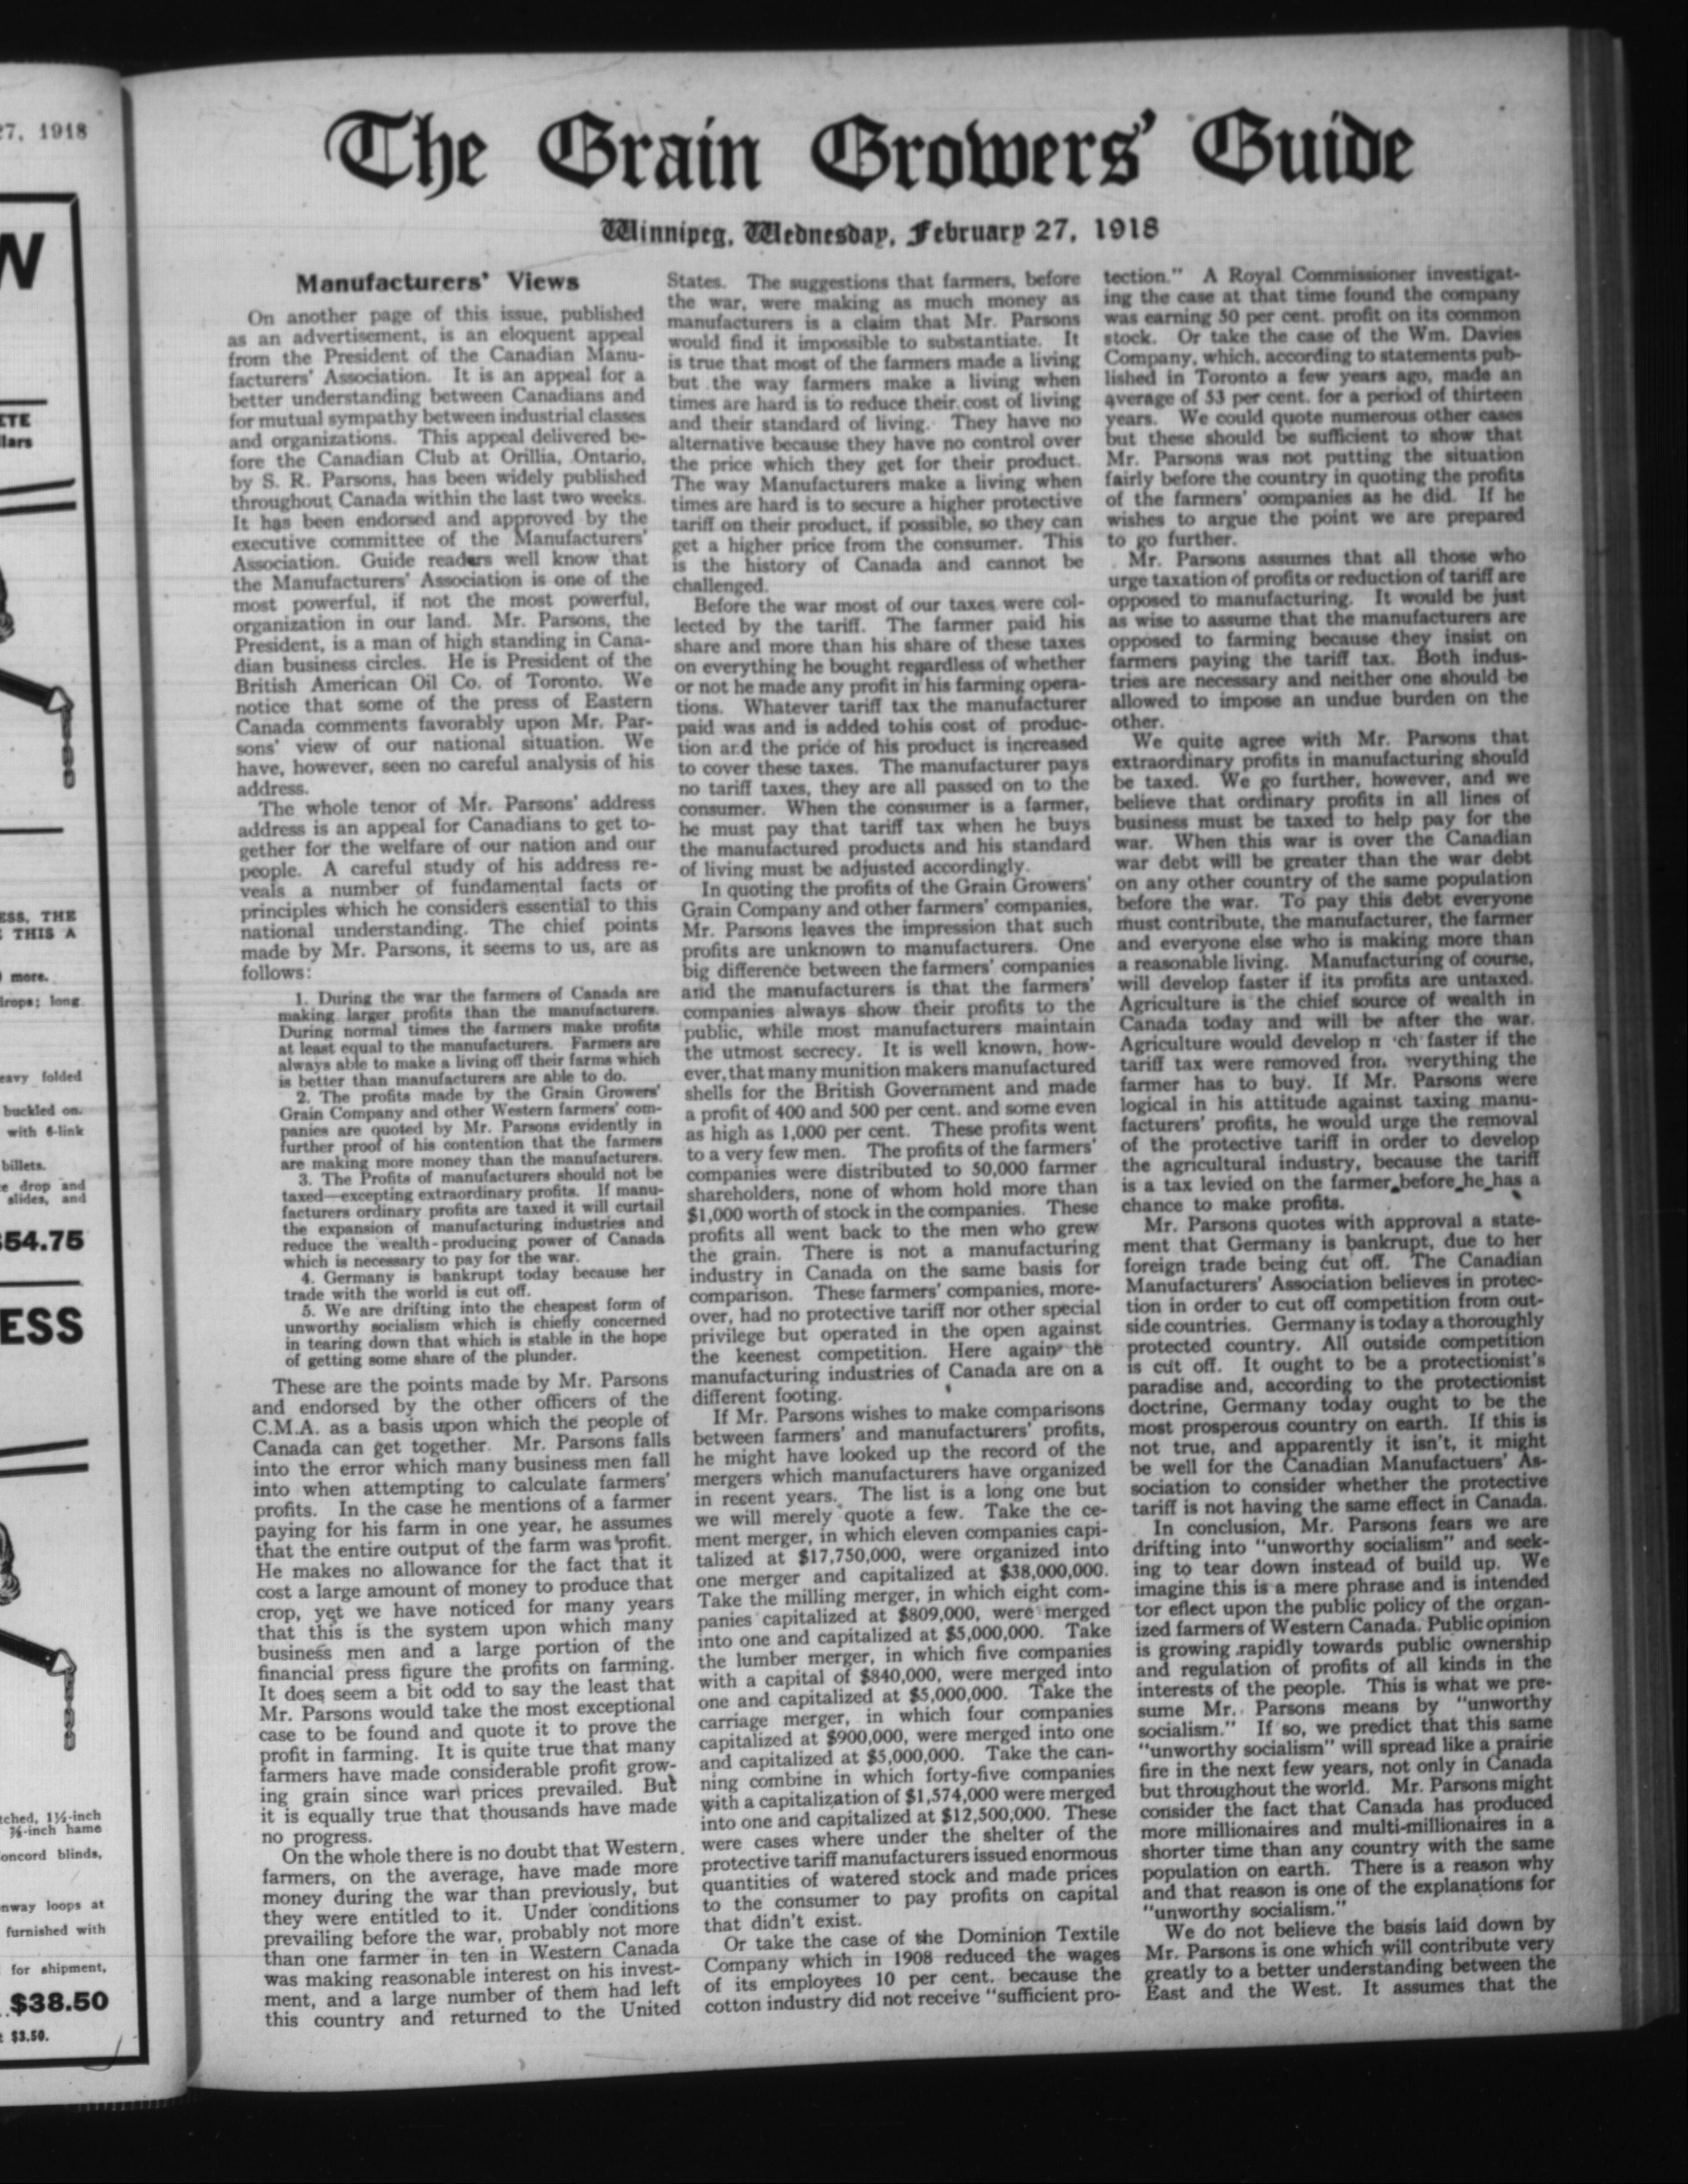 27, 1918
W
ETE
llars
ESS, THE
E THIS A
more.
drops; long
eavy folded
buckled on.
with 6-link
billets.
e drop and
slides, and
$54.75
ESS
tched, 1½-inch
⅞-inch hame
oncord blinds,
nway loops at
furnished with
for shipment,
$38.50
$3.50.
The Grain Growers' Guide
Winnipeg, Wednesday, February 27, 1918
Manufacturers' Views
On another page of this issue, published
as an advertisement, is an eloquent appeal
from the President of the Canadian Manu-
facturers' Association. It is an appeal for a
better understanding between Canadians and
for mutual sympathy between industrial classes
and organizations. This appeal delivered be-
fore the Canadian Club at Orillia, Ontario,
by S. R. Parsons, has been widely published
throughout Canada within the last two weeks.
It has been endorsed and approved by the
executive committee of the Manufacturers'
Association. Guide readers well know that
the Manufacturers' Association is one of the
most powerful, if not the most powerful,
organization in our land. Mr. Parsons, the
President, is a man of high standing in Cana-
dian business circles. He is President of the
British American Oil Co. of Toronto. We
notice that some of the press of Eastern
Canada comments favorably upon Mr. Par-
sons' view of our national situation. We
have, however, seen no careful analysis of his
address.
The whole tenor of Mr. Parsons' address
address is an appeal for Canadians to get to-
gether for the welfare of our nation and our
people. A careful study of his address re-
veals a number of fundamental facts or
principles which he considers essential to this
national understanding. The chief points
made by Mr. Parsons, it seems to us, are as
follows:
1. During the war the farmers of Canada are
making larger profits than the manufacturers.
During normal times the farmers make profits
at least equal to the manufacturers. Farmers are
always able to make a living off their farms which
is better than manufacturers are able to do.
2. The profits made by the Grain Growers'
Grain Company and other Western farmers' com-
panies are quoted by Mr. Parsons evidently in
further proof of his contention that the farmers
are making more money than the manufacturers.
3. The Profits of manufacturers should not be
taxed—excepting extraordinary profits. If manu-
facturers ordinary profits are taxed it will curtail
the expansion of manufacturing industries and
reduce the wealth-producing power of Canada
which is necessary to pay for the war.
4. Germany is bankrupt today because her
trade with the world is cut off.
5. We are drifting into the cheapest form of
unworthy socialism which is chiefly concerned
in tearing down that which is stable in the hope
of getting some share of the plunder.
These are the points made by Mr. Parsons
and endorsed by the other officers of the
C.M.A. as a basis upon which the people of
Canada can get together. Mr. Parsons falls
into the error which many business men fall
into when attempting to calculate farmers'
profits. In the case he mentions of a farmer
paying for his farm in one year, he assumes
that the entire output of the farm was profit.
He makes no allowance for the fact that it
cost a large amount of money to produce that
crop, yet we have noticed for many years
that this is the system upon which many
business men and a large portion of the
financial press figure the profits on farming.
It does seem a bit odd to say the least that
Mr. Parsons would take the most exceptional
case to be found and quote it to prove the
profit in farming. It is quite true that many
farmers have made considerable profit grow-
ing grain since war prices prevailed. But
it is equally true that thousands have made
no progress.
On the whole there is no doubt that Western
farmers, on the average, have made more
money during the war than previously, but
they were entitled to it. Under conditions
prevailing before the war, probably not more
than one farmer in ten in Western Canada
was making reasonable interest on his invest-
ment, and a large number of them had left
this country and returned to the United
States. The suggestions that farmers, before
the war, were making as much money as
manufacturers is a claim that Mr. Parsons
would find it impossible to substantiate. It
is true that most of the farmers made a living
but the way farmers make a living when
times are hard is to reduce their cost of living
and their standard of living. They have no
alternative because they have no control over
the price which they get for their product.
The way Manufacturers make a living when
times are hard is to secure a higher protective
tariff on their product, if possible, so they can
get a higher price from the consumer. This
is the history of Canada and cannot be
challenged.
Before the war most of our taxes were col-
lected by the tariff. The farmer paid his
share and more than his share of these taxes
on everything he bought regardless of whether
or not he made any profit in his farming opera-
tions. Whatever tariff tax the manufacturer
paid was and is added to his cost of produc-
tion and the price of his product is increased
to cover these taxes. The manufacturer pays
no tariff taxes, they are all passed on to the
consumer. When the consumer is a farmer,
he must pay that tariff tax when he buys
the manufactured products and his standard
of living must be adjusted accordingly.
In quoting the profits of the Grain Growers'
Grain Company and other farmers' companies,
Mr. Parsons leaves the impression that such
profits are unknown to manufacturers. One
big difference between the farmers' companies
and the manufacturers is that the farmers'
companies always show their profits to the
public, while most manufacturers maintain
the utmost secrecy. It is well known, how-
ever, that many munition makers manufactured
shells for the British Government and made
a profit of 400 and 500 per cent. and some even
as high as 1,000 per cent. These profits went
to a very few men. The profits of the farmers'
companies were distributed to 50,000 farmer
shareholders, none of whom hold more than
$1,000 worth of stock in the companies. These
profits all went back to the men who grew
the grain. There is not a manufacturing
industry in Canada on the same basis for
comparison. These farmers' companies, more-
over, had no protective tariff nor other special
privilege but operated in the open against
the keenest competition. Here again the
manufacturing industries of Canada are on a
different footing.
If Mr. Parsons wishes to make comparisons
between farmers' and manufacturers' profits,
he might have looked up the record of the
mergers which manufacturers have organized
in recent years. The list is a long one but
we will merely quote a few. Take the ce-
ment merger, in which eleven companies capi-
talized at $17,750,000, were organized into
one merger and capitalized at $38,000,000.
Take the milling merger, in which eight com-
panies capitalized at $809,000, were merged
into one and capitalized at $5,000,000. Take
the lumber merger, in which five companies
with a capital of $840,000, were merged into
one and capitalized at $5,000,000. Take the
carriage merger, in which four companies
capitalized at $900,000, were merged into one
and capitalized at $5,000,000. Take the can-
ning combine in which forty-five companies
with a capitalization of $1,574,000 were merged
into one and capitalized at $12,500,000. These
were cases where under the shelter of the
protective tariff manufacturers issued enormous
quantities of watered stock and made prices
to the consumer to pay profits on capital
that didn't exist.
Or take the case of the Dominion Textile
Company which in 1908 reduced the wages
of its employees 10 per cent. because the
cotton industry did not receive "sufficient pro-
tection." A Royal Commissioner investigat-
ing the case at that time found the company
was earning 50 per cent. profit on its common
stock. Or take the case of the Wm. Davies
Company, which, according to statements pub-
lished in Toronto a few years ago, made an
average of 53 per cent. for a period of thirteen
years. We could quote numerous other cases
but these should be sufficient to show that
Mr. Parsons was not putting the situation
fairly before the country in quoting the profits
of the farmers' companies as he did. If he
wishes to argue the point we are prepared
to go further.
Mr. Parsons assumes that all those who
urge taxation of profits or reduction of tariff are
opposed to manufacturing. It would be just
as wise to assume that the manufacturers are
opposed to farming because they insist on
farmers paying the tariff tax. Both indus-
tries are necessary and neither one should be
allowed to impose an undue burden on the
other.
We quite agree with Mr. Parsons that
extraordinary profits in manufacturing should
be taxed. We go further, however, and we
believe that ordinary profits in all lines of
business must be taxed to help pay for the
war. When this war is over the Canadian
war debt will be greater than the war debt
on any other country of the same population
before the war. To pay this debt everyone
must contribute, the manufacturer, the farmer
and everyone else who is making more than
a reasonable living. Manufacturing of course,
will develop faster if its profits are untaxed.
Agriculture is the chief source of wealth in
Canada today and will be after the war.
Agriculture would develop faster if the
tariff tax were removed the
farmer has to buy. If Mr. Parsons were
logical in his attitude against taxing manu-
facturers' profits, he would urge the removal
of the protective tariff in order to develop
the agricultural industry, because the tariff
is a tax levied on the farmer before he has a
chance to make profits.
Mr. Parsons quotes with approval a state-
ment that Germany is bankrupt, due to her
foreign trade being cut off. The Canadian
Manufacturers' Association believes in protec-
tion in order to cut off competition from out-
side countries. Germany is today a thoroughly
protected country. All outside competition
is cut off. It ought to be a protectionist's
paradise and, according to the protectionist
doctrine, Germany today ought to be the
most prosperous country on earth. If this is
not true, and apparently it isn't, it might
be well for the Canadian Manufactuers' As-
sociation to consider whether the protective
tariff is not having the same effect in Canada.
In conclusion, Mr. Parsons fears we are
drifting into "unworthy socialism" and seek-
ing to tear down instead of build up. We
imagine this is a mere phrase and is intended
tor effect upon the public policy of the organ-
ized farmers of Western Canada. Public opinion
is growing rapidly towards public ownership
and regulation of profits of all kinds in the
interests of the people. This is what we pre-
sume Mr. Parsons means by "unworthy
socialism." If so, we predict that this same
"unworthy socialism" will spread like a prairie
fire in the next few years, not only in Canada
but throughout the world. Mr. Parsons might
consider the fact that Canada has produced
more millionaires and multi-millionaires in a
shorter time than any country with the same
population on earth. There is a reason why
and that reason is one of the explanations for
"unworthy socialism."
We do not believe the basis laid down by
Mr. Parsons is one which will contribute very
greatly to a better understanding between the
East and the West. It assumes that the